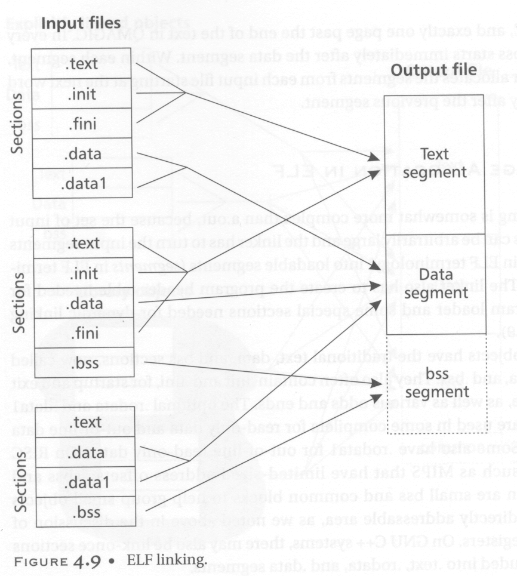 Input files
Sections
.text
.init
.fini
.data
.data1
Sections
.text
.init
.data
.fini
.bss
Sections
.text
.data
.data1
.bss
Output file
Text
segment
Data
segment
bss
segment
FIGURE 4.9 • ELF linking.